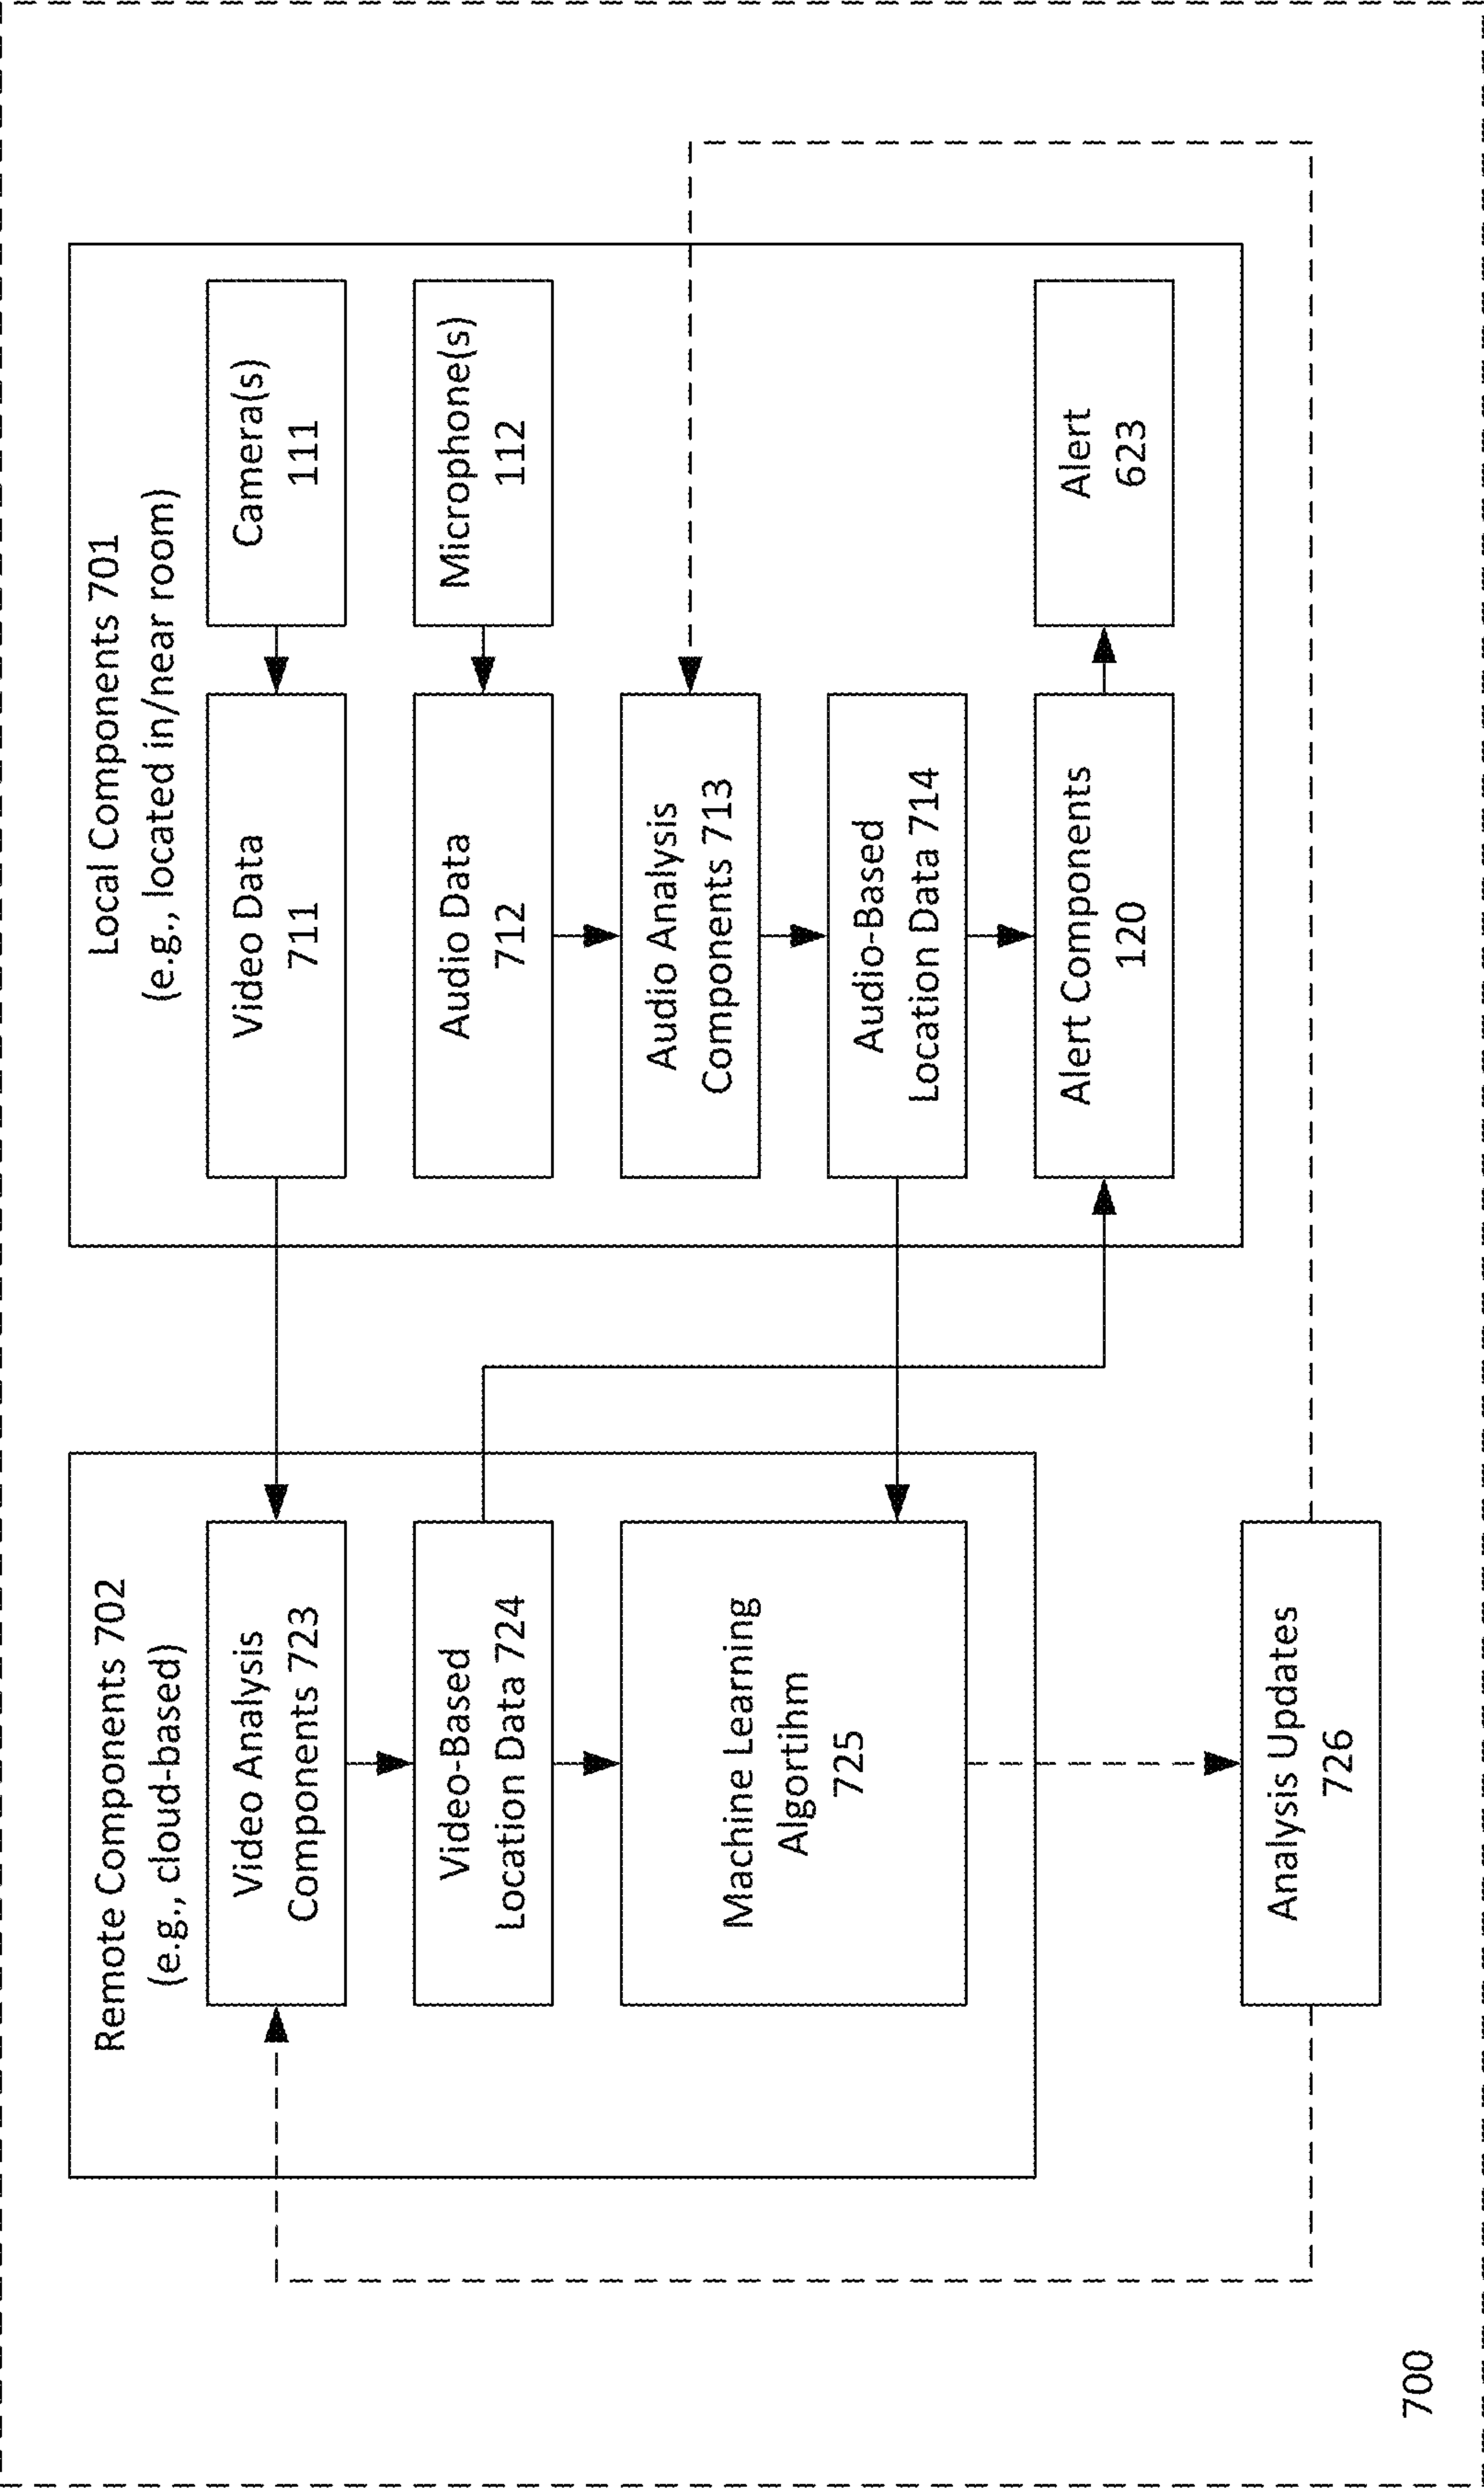 Remote Components 702
(e.g., cloud-based)
Video Analysis
Components 723
Video-Based
Location Data 724
Machine Learning
Algortihm
725
Analysis Updates
726
Local Components 701
(e.g., located in/near room)
Video Data
711
Camera(s)
111
Audio Data
712
Microphone(s)
112
Audio Analysis
Components 713
Audio-Based
Location Data 714
Alert Components
120
Alert
623
700